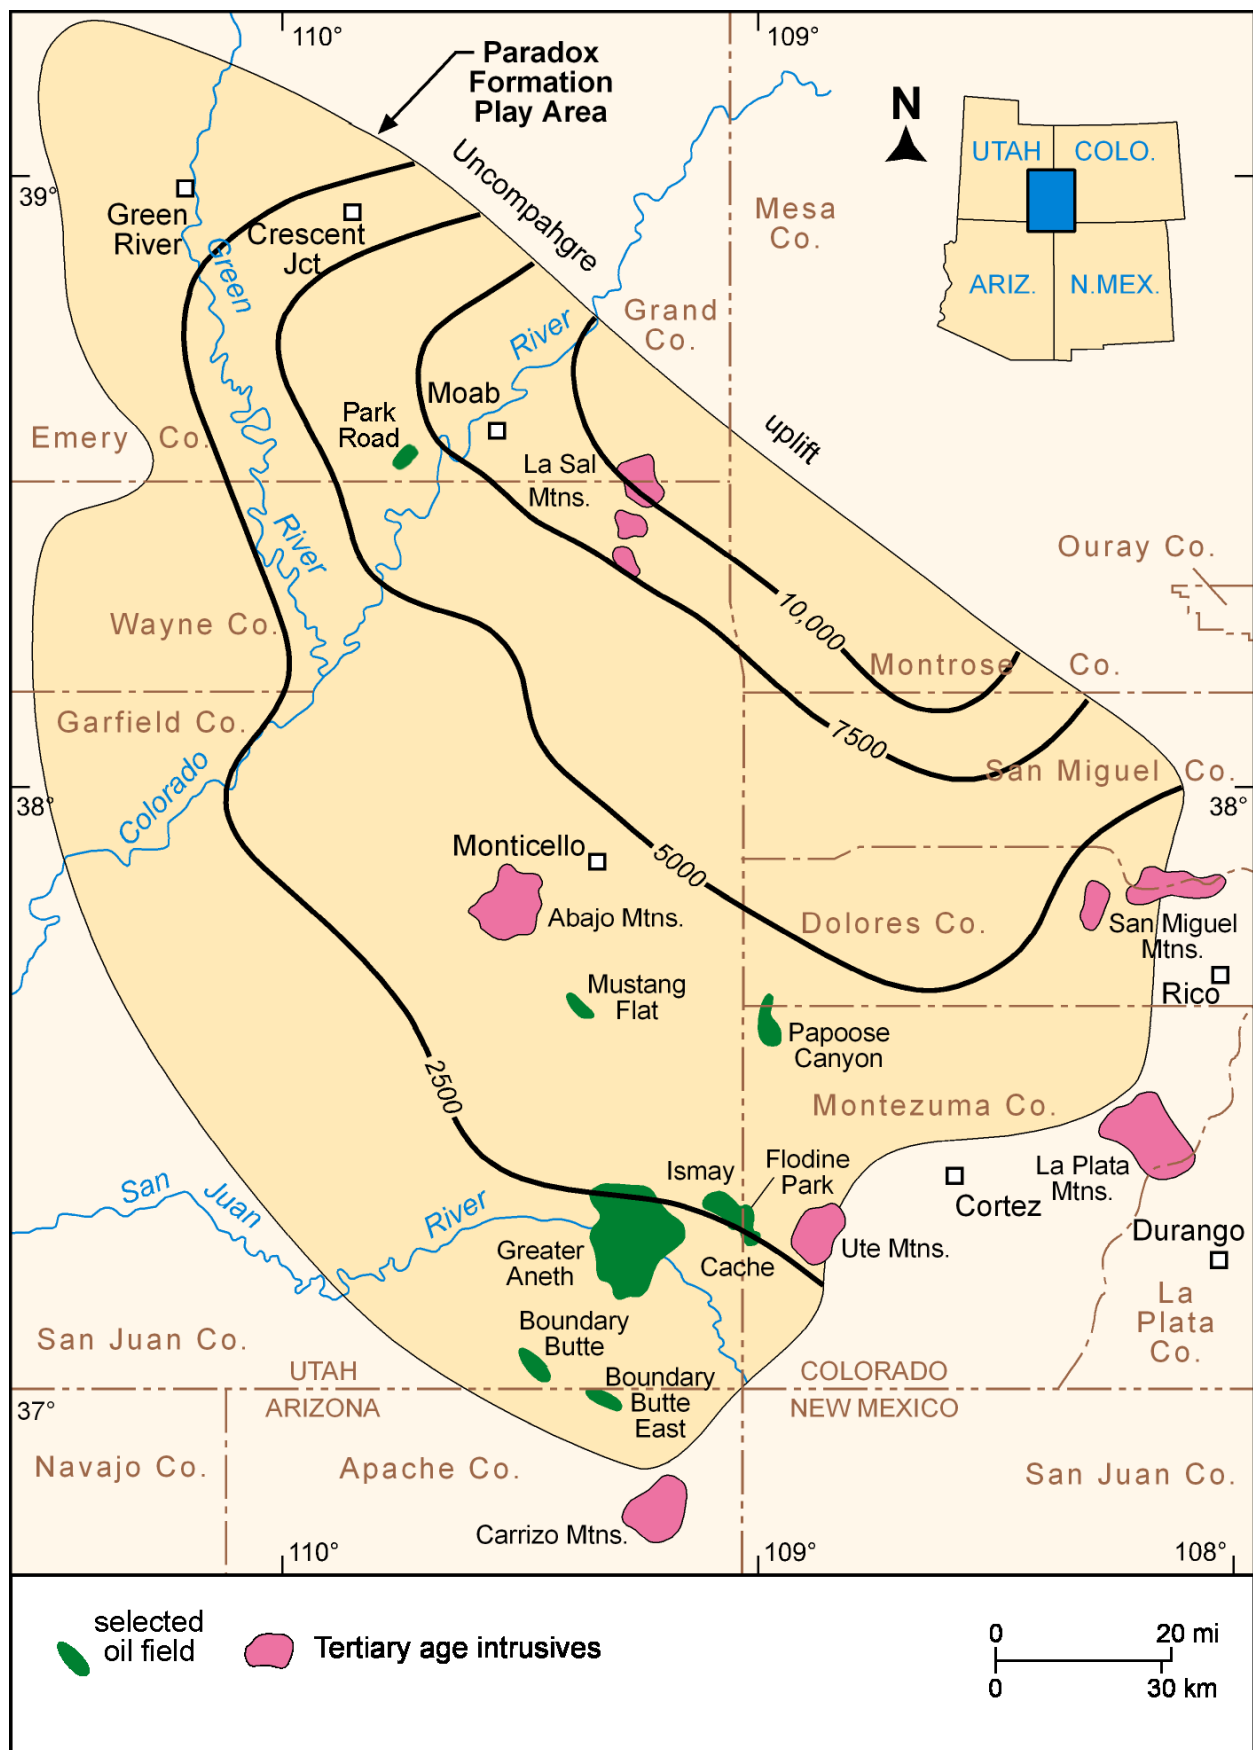 110°
109°
Paradox
Formation
Play Area
N
UTAH
COLO.
ARIZ.
N.MEX.
39°
Green
River
Crescent
Jct
Green
Uncompahgre
Mesa
Co.
Grand
Co.
River
Moab
Park
Road
Emery Co.
La Sal
Mtns.
uplift
River
Ouray Co.
Wayne Co.
10,000
Montrose Co.
Garfield Co.
7500
San Miguel Co.
Colorado
38°
38°
Monticello
5000
Abajo Mtns.
Dolores Co.
San Miguel
Mtns.
Rico
Mustang
Flat
Papoose
Canyon
2500
Montezuma Co.
Ismay
Flodine
Park
La Plata
Mtns.
San
Juan
River
Cortez
Durango
Greater
Aneth
Cache
Ute Mtns.
La
Plata
Co.
Boundary
Butte
San Juan Co.
UTAH
COLORADO
Boundary
Butte
East
37°
ARIZONA
NEW MEXICO
Navajo Co.
Apache Co.
San Juan Co.
Carrizo Mtns.
110°
109°
108°
selected
oil field
Tertiary age intrusives
0 20 mi
0 30 km